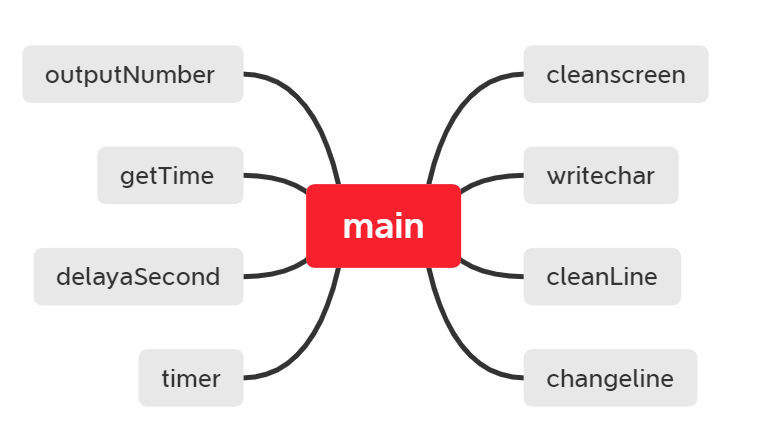 outputNumber
cleanscreen
getTime
writechar
main
delayaSecond
cleanLine
timer
changeline